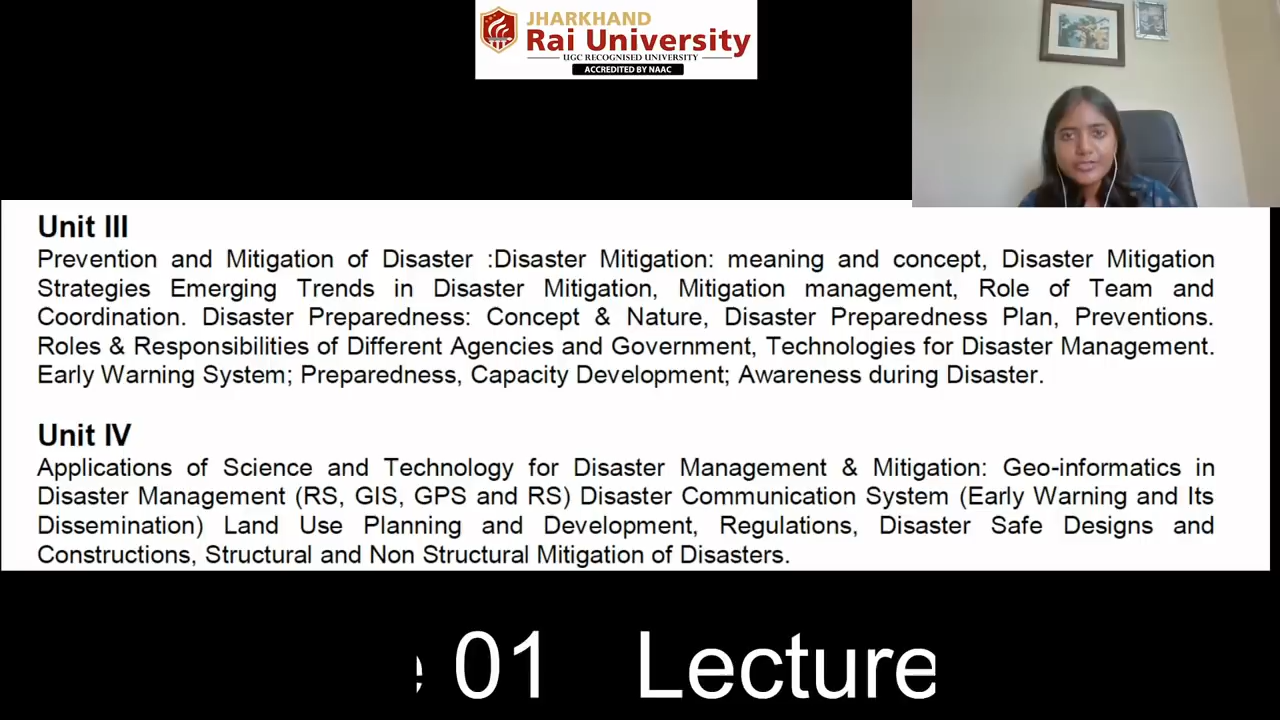 JHARKHAND
Rai University
UGC RECOGNISED UNIVERSITY
ACCREDITED BY NAAC
Unit III
Prevention and Mitigation of Disaster :Disaster Mitigation: meaning and concept, Disaster Mitigation
Strategies Emerging Trends in Disaster Mitigation, Mitigation management, Role of Team and
Coordination. Disaster Preparedness: Concept & Nature, Disaster Preparedness Plan, Preventions.
Roles & Responsibilities of Different Agencies and Government, Technologies for Disaster Management.
Early Warning System; Preparedness, Capacity Development; Awareness during Disaster.
Unit IV
Applications of Science and Technology for Disaster Management & Mitigation: Geo-informatics in
Disaster Management (RS, GIS, GPS and RS) Disaster Communication System (Early Warning and Its
Dissemination) Land Use Planning and Development, Regulations, Disaster Safe Designs and
Constructions, Structural and Non Structural Mitigation of Disasters.
01 Lecture